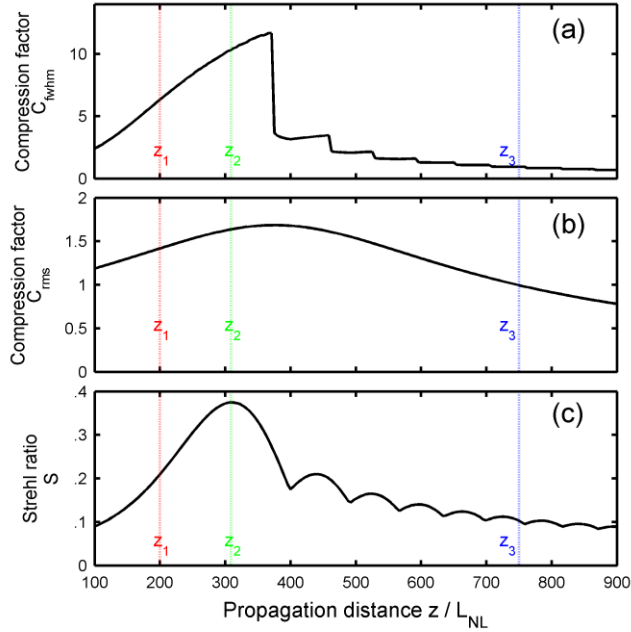 (a)
Compression factor
C_fwhm
10
5
0
z_1
z_2
z_3
(b)
Compression factor
C_rms
2
1.5
1
0.5
0
z_1
z_2
z_3
(c)
Strehl ratio
S
.4
.3
.2
.1
0
z_1
z_2
z_3
100 200 300 400 500 600 700 800 900
Propagation distance z / L_NL